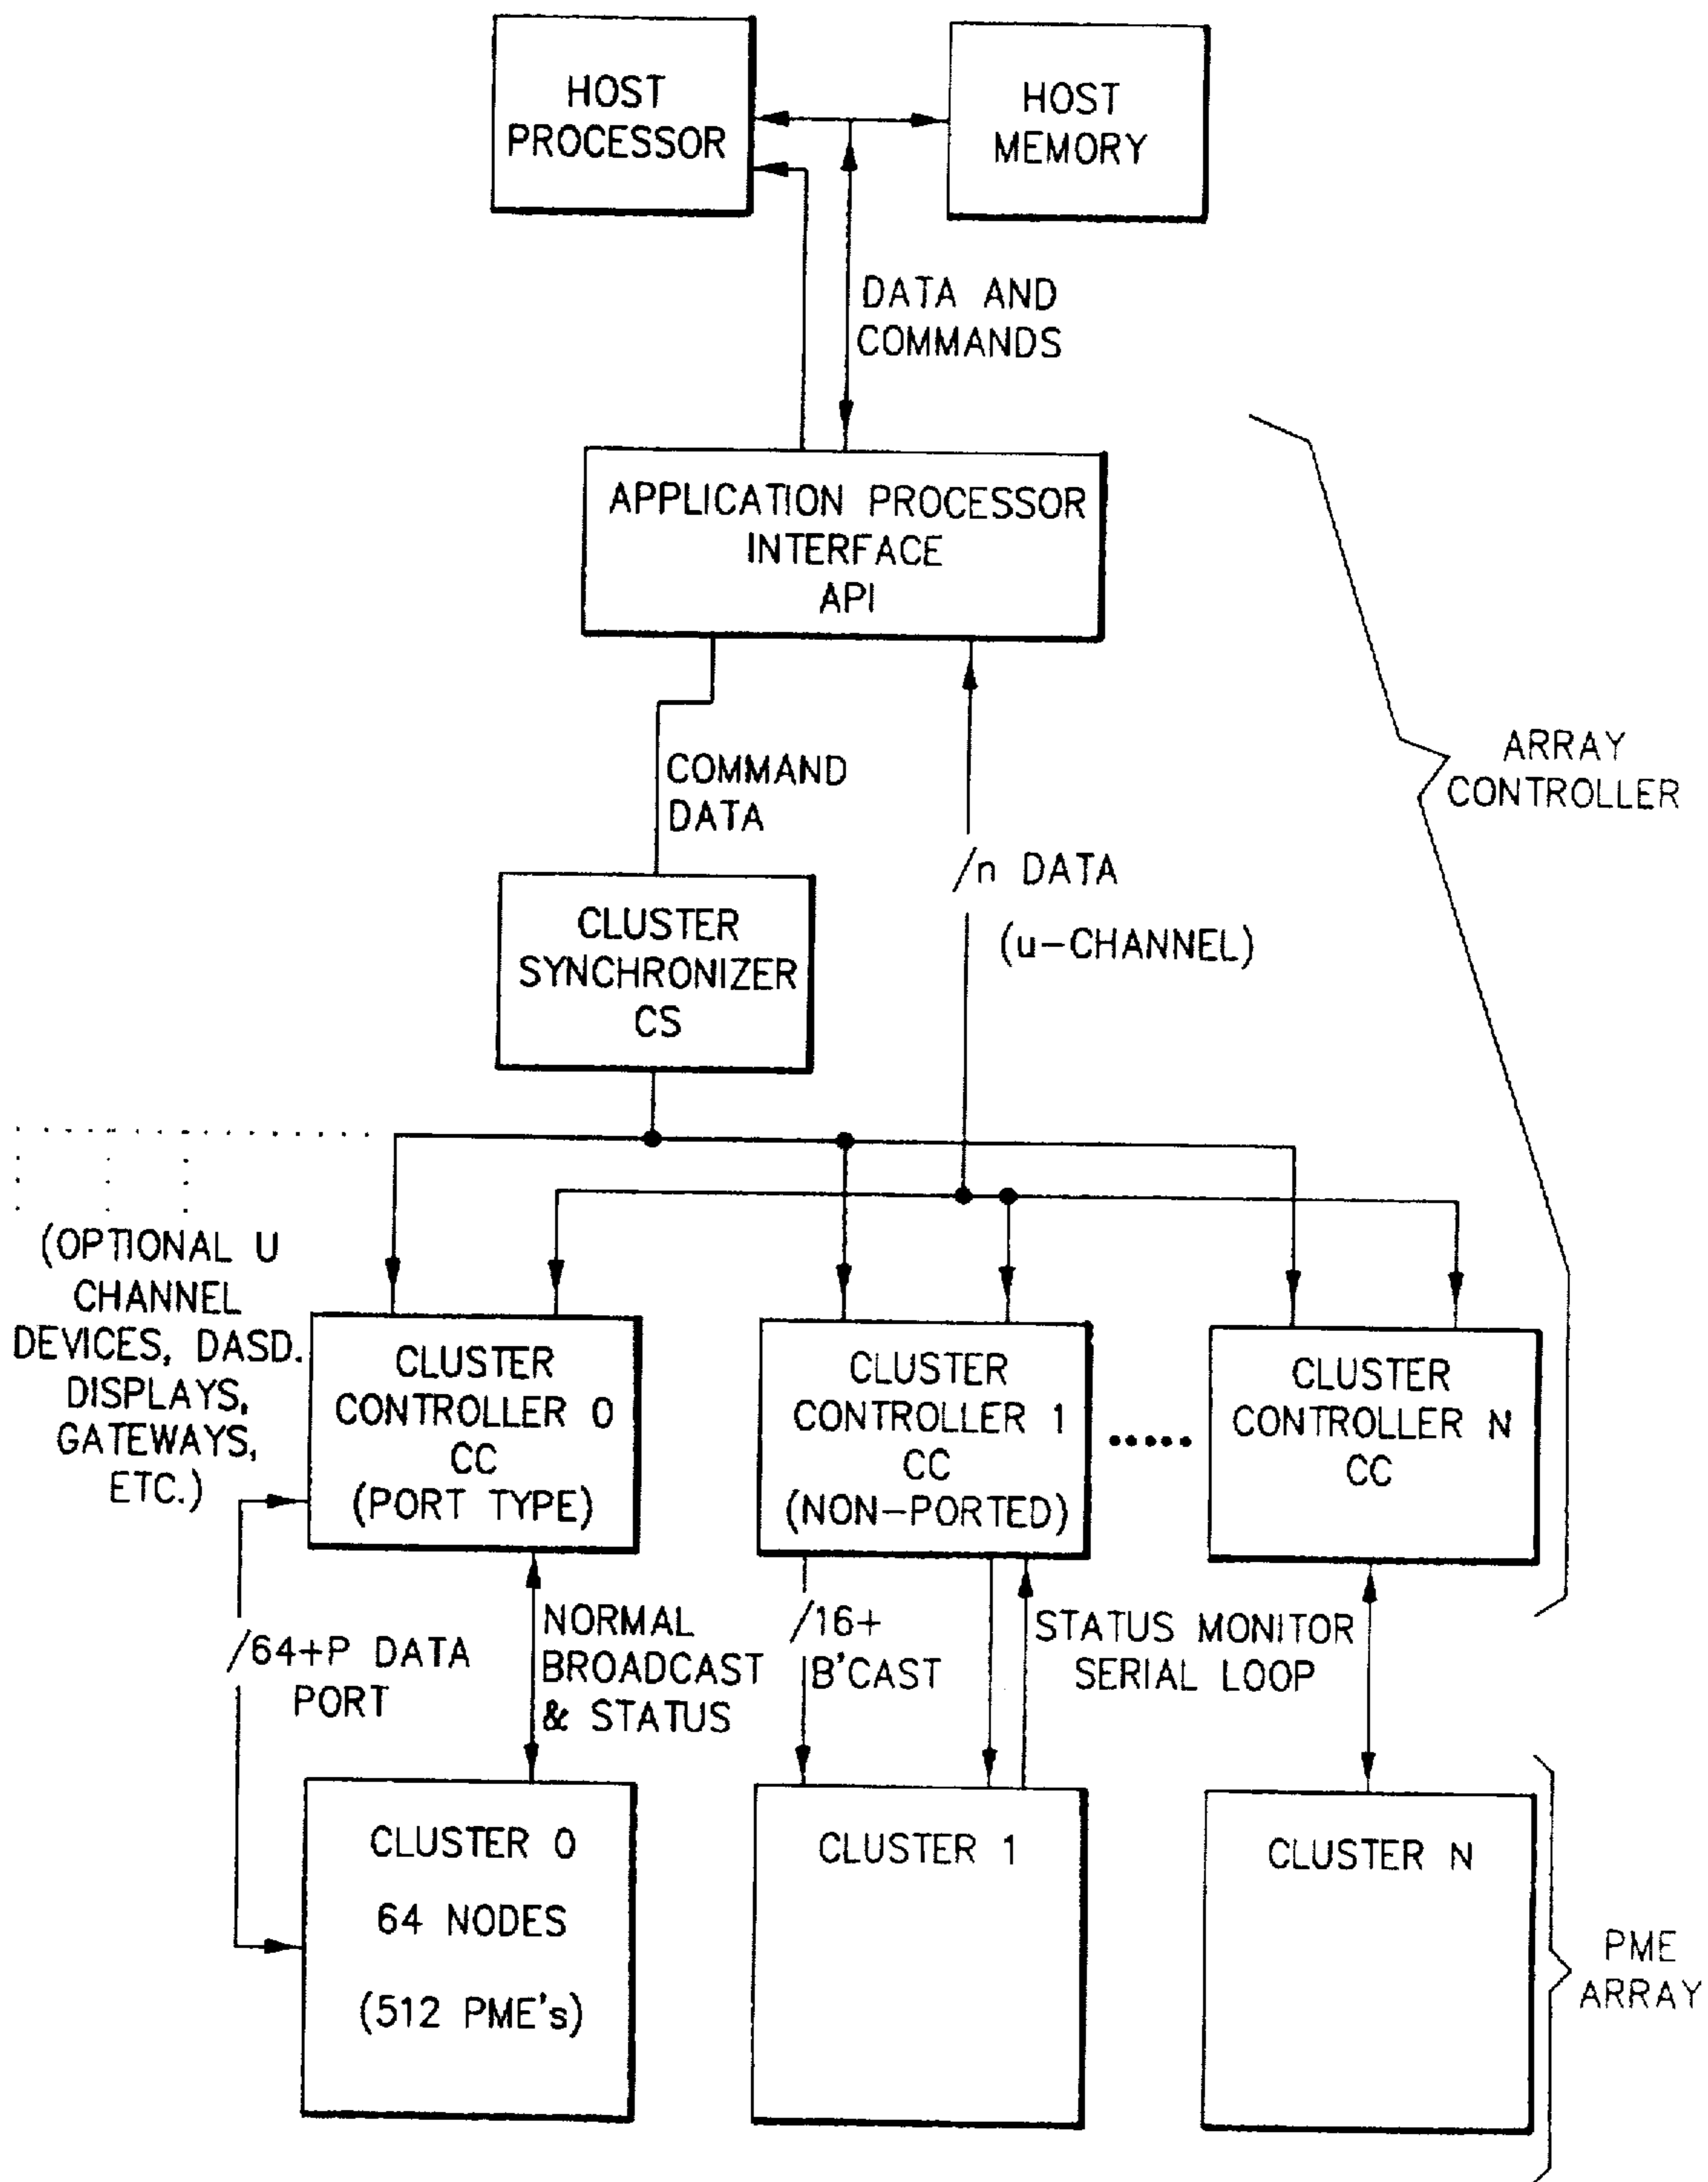 HOST
PROCESSOR
HOST
MEMORY
DATA AND
COMMANDS
APPLICATION PROCESSOR
INTERFACE
API
COMMAND
DATA
/n DATA
(u-CHANNEL)
ARRAY
CONTROLLER
CLUSTER
SYNCHRONIZER
CS
(OPTIONAL U
CHANNEL
DEVICES, DASD.
DISPLAYS,
GATEWAYS,
ETC.)
CLUSTER
CONTROLLER 0
CC
(PORT TYPE)
CLUSTER
CONTROLLER 1
CC
(NON-PORTED)
CLUSTER
CONTROLLER N
CC
/64+P DATA
PORT
NORMAL
BROADCAST
& STATUS
/16+
B'CAST
STATUS MONITOR
SERIAL LOOP
CLUSTER 0
64 NODES
(512 PME's)
CLUSTER 1
CLUSTER N
PME
ARRAY